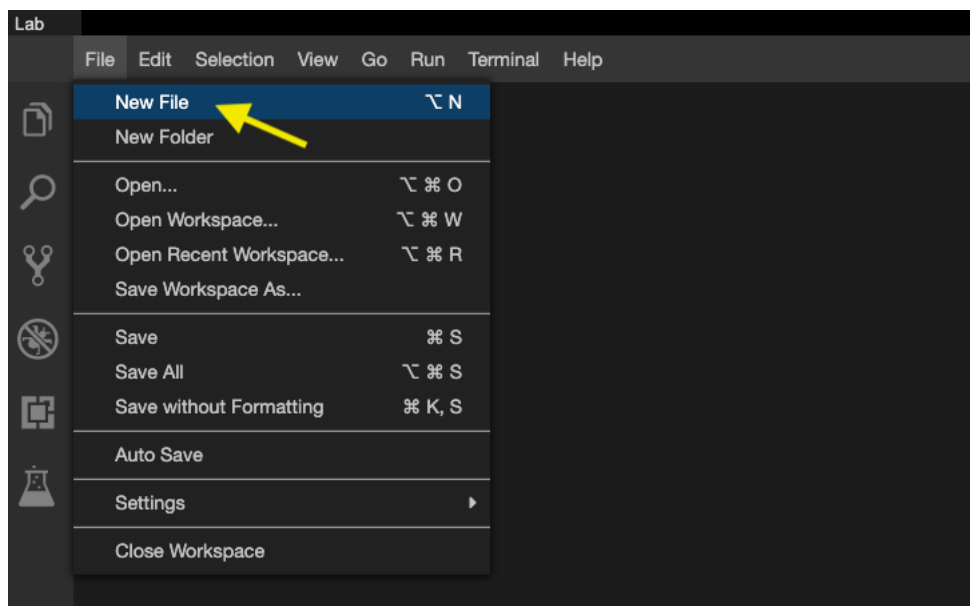 Lab
File Edit Selection View Go Run Terminal Help
New File ⌥ N
New Folder
Open... ⌥ ⌘ O
Open Workspace... ⌥ ⌘ W
Open Recent Workspace... ⌥ ⌘ R
Save Workspace As...
Save ⌘ S
Save All ⌥ ⌘ S
Save without Formatting ⌘ K, S
Auto Save
Settings
Close Workspace